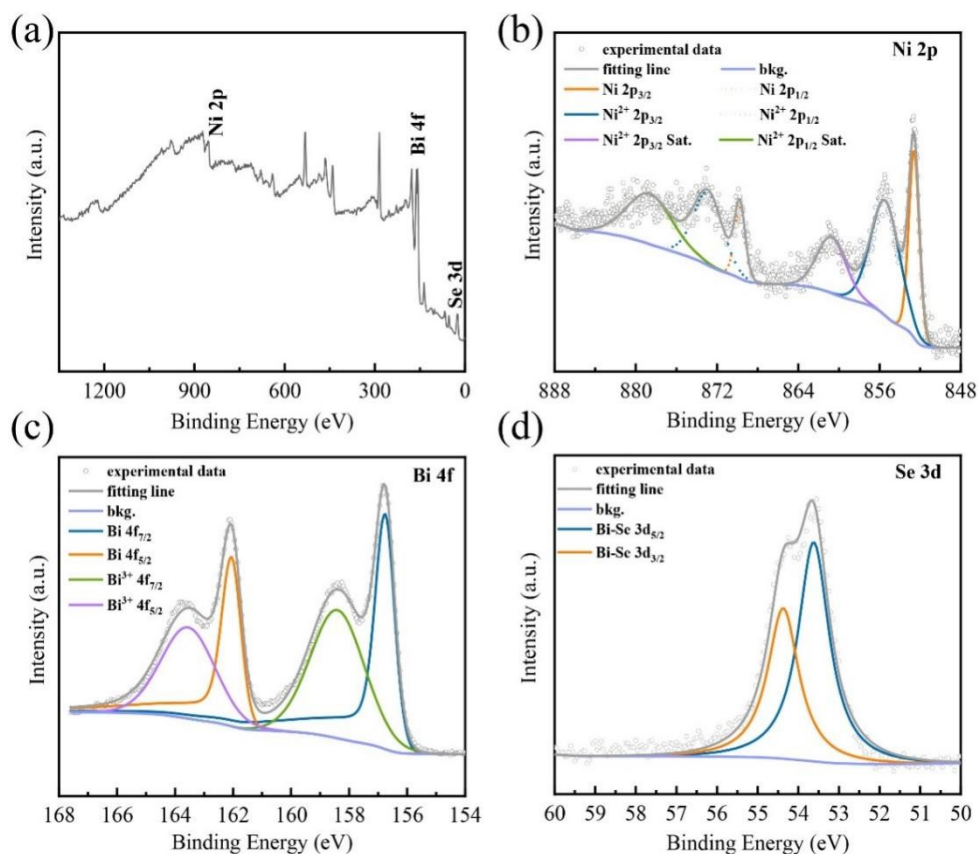 (a)
Ni 2p
Bi 4f
Se 3d
Intensity (a.u.)
1200 900 600 300 0
Binding Energy (eV)
(b)
Ni 2p
experimental data
fitting line
bkg.
Ni 2p3/2
Ni 2p1/2
Ni2+ 2p3/2
Ni2+ 2p1/2
Ni2+ 2p3/2 Sat.
Ni2+ 2p1/2 Sat.
Intensity (a.u.)
888 880 872 864 856 848
Binding Energy (eV)
(c)
Bi 4f
experimental data
fitting line
bkg.
Bi 4f7/2
Bi 4f5/2
Bi3+ 4f7/2
Bi3+ 4f5/2
Intensity (a.u.)
168 166 164 162 160 158 156 154
Binding Energy (eV)
(d)
Se 3d
experimental data
fitting line
bkg.
Bi-Se 3d5/2
Bi-Se 3d3/2
Intensity (a.u.)
60 59 58 57 56 55 54 53 52 51 50
Binding Energy (eV)